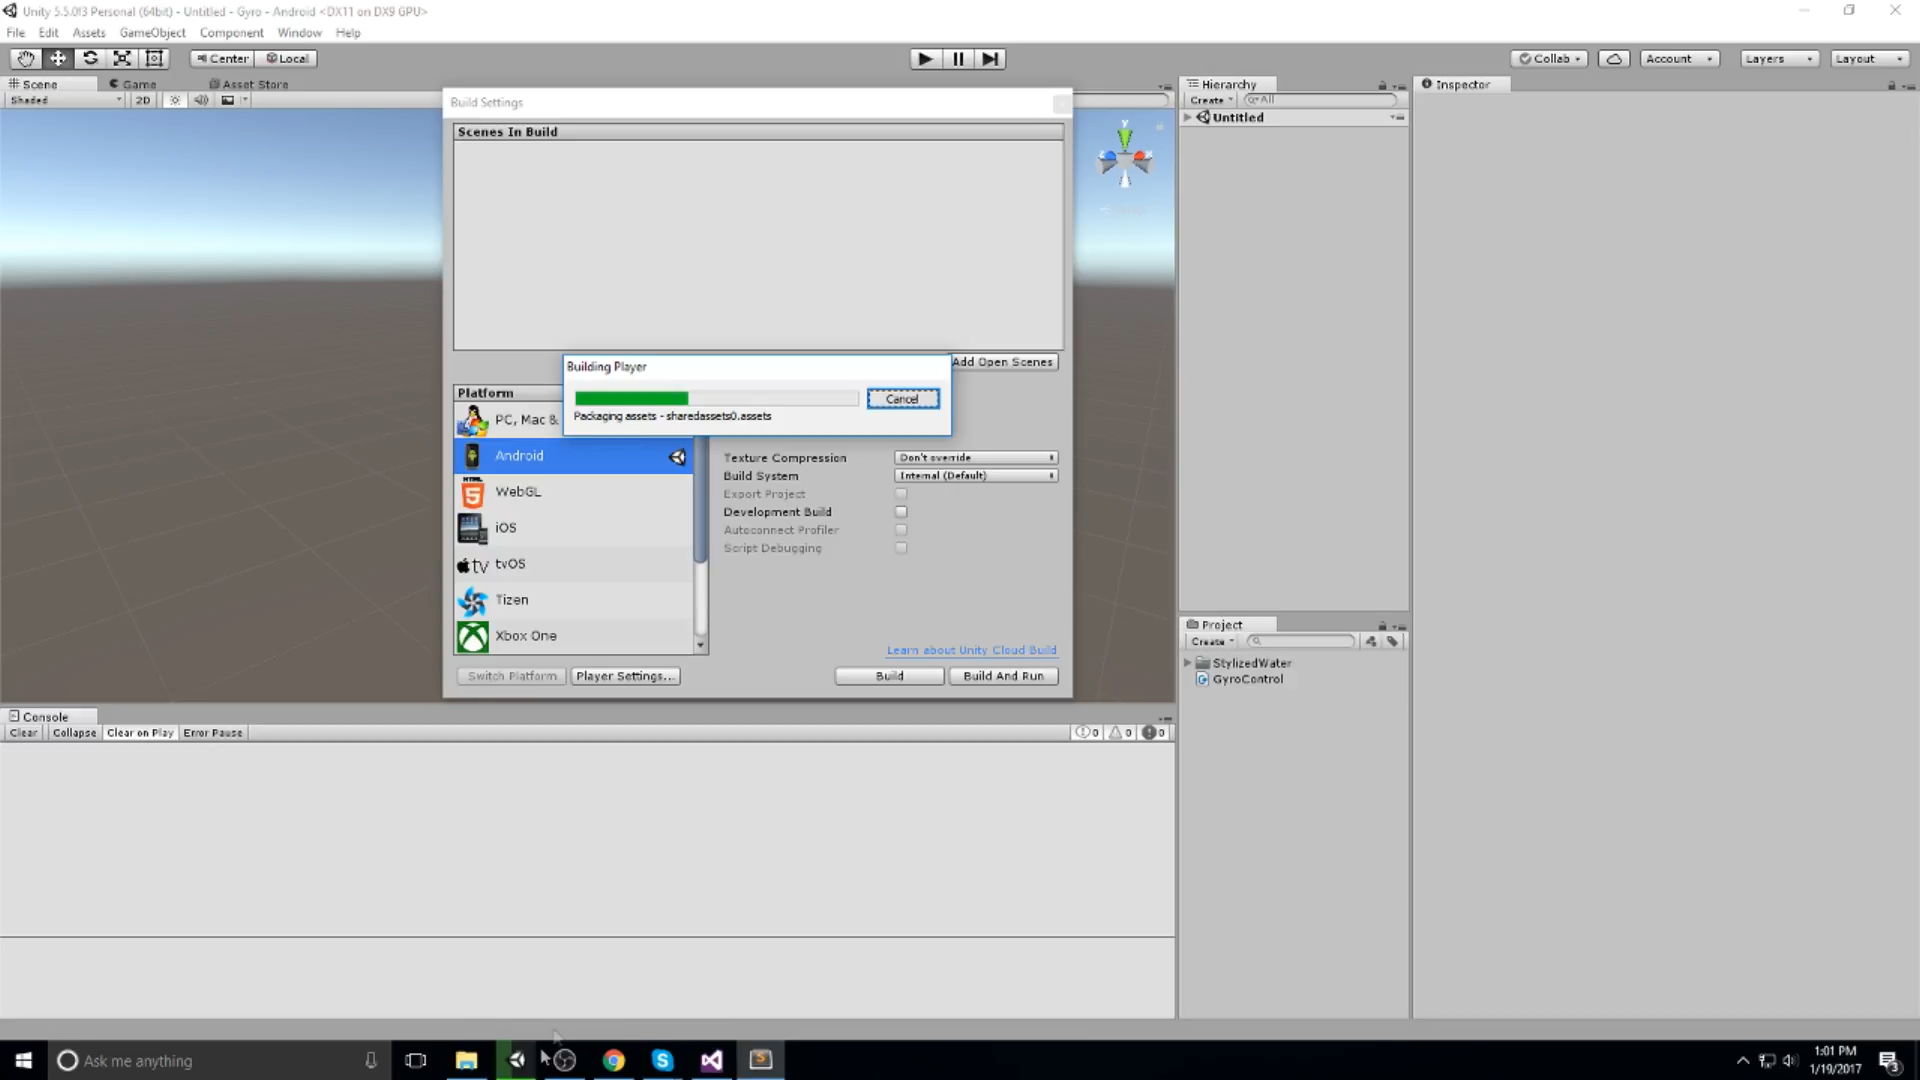 Unity 5.5.0f3 Personal (64bit) - Untitled - Gyro - Android <DX11 on DX9 GPU>
File Edit Assets GameObject Component Window Help
Center Local
Collab Account Layers Layout
Scene Game Asset Store
Shaded 2D
Build Settings
Scenes In Build
Add Open Scenes
Building Player
Cancel
Packaging assets - sharedassets0.assets
Platform
PC, Mac &
Android
WebGL
iOS
tvOS
Tizen
Xbox One
Texture Compression Don't override
Build System Internal (Default)
Export Project
Development Build
Autoconnect Profiler
Script Debugging
Learn about Unity Cloud Build
Switch Platform Player Settings... Build Build And Run
y
Hierarchy
Create All
Untitled
Inspector
Project
Create
StylizedWater
GyroControl
Console
Clear Collapse Clear on Play Error Pause 0 0 0
Ask me anything
1:01 PM
1/19/2017
3